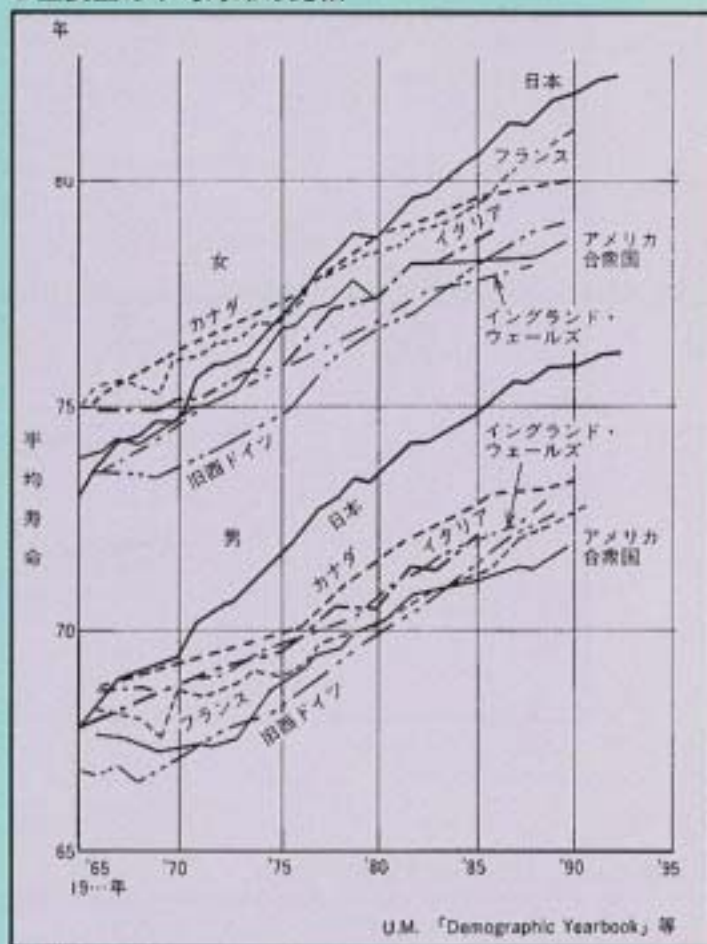 年
日本
フランス
80
イタリア
女
アメリカ
合衆国
カナダ
イングランド・
ウェールズ
75
イングランド・
ウェールズ
旧西ドイツ
平均寿命
日本
男
イタリア
カナダ
アメリカ
合衆国
70
フランス
旧西ドイツ
65
'65 '70 '75 '80 '85 '90 '95
19…年
U.M. 「Demographic Yearbook」等